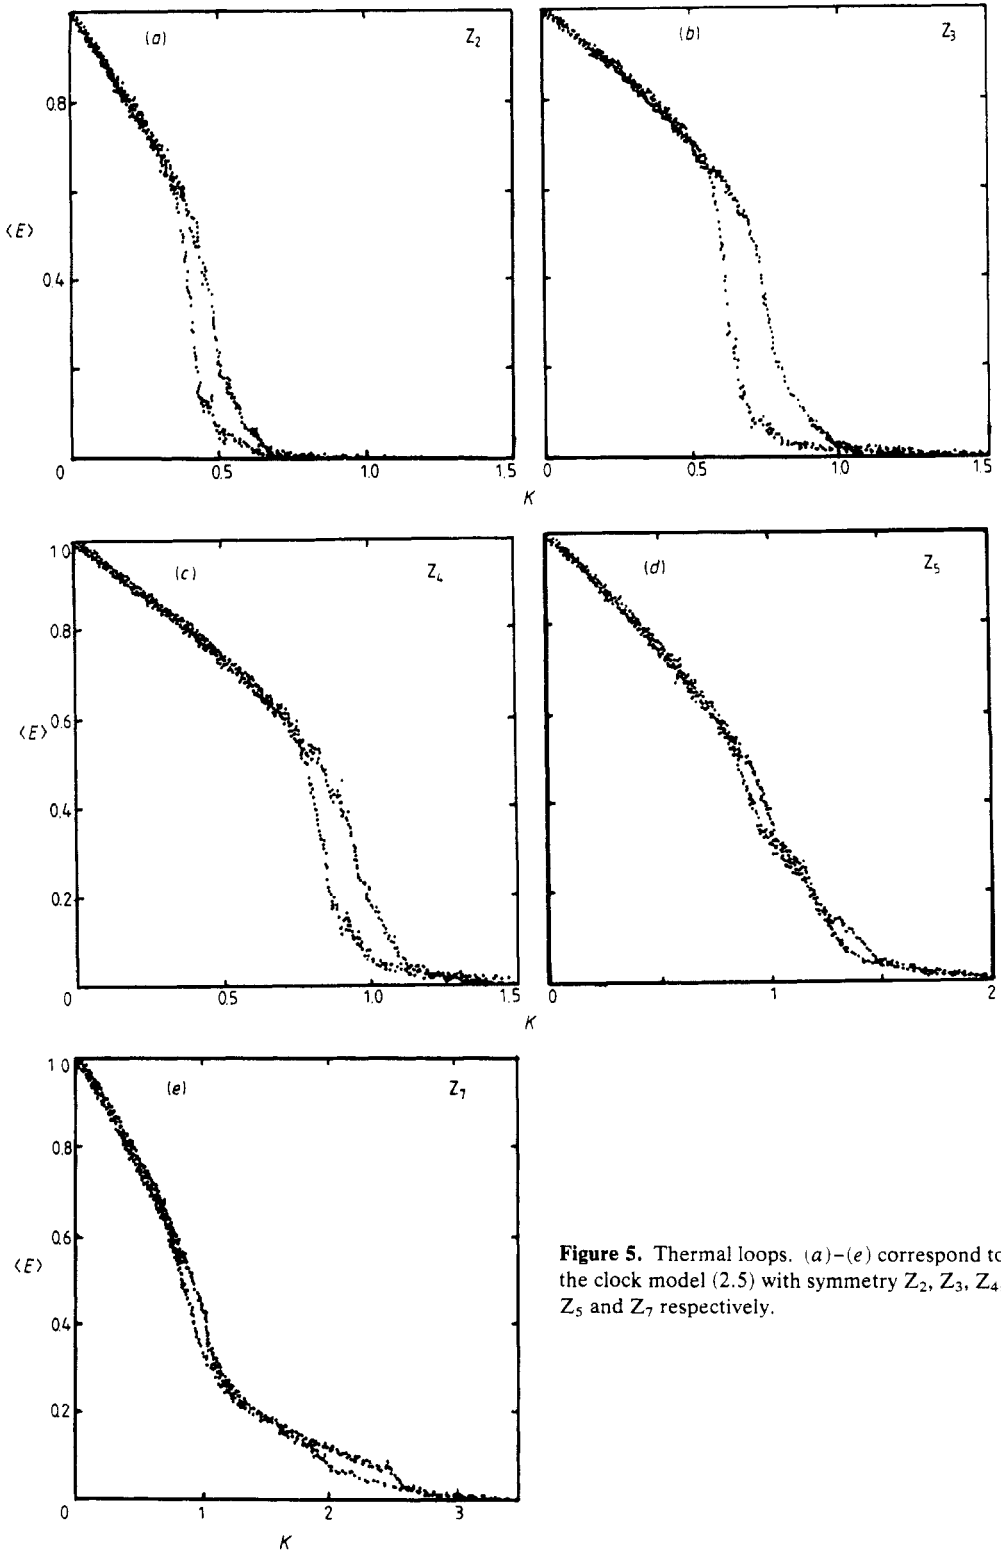 (a) Z2
0.8
⟨E⟩
0.4
0 0.5 1.0 1.5
(b) Z3
0 0.5 1.0 1.5
K
(c) Z4
1 0
0.8
0.6
⟨E⟩
0.4
0.2
0 0.5 1.0 1.5
(d) Z5
0 1 2
K
(e) Z7
1 0
0.8
0.6
⟨E⟩
0.4
0.2
0 1 2 3
K
Figure 5. Thermal loops. (a)–(e) correspond to
the clock model (2.5) with symmetry Z2, Z3, Z4
Z5 and Z7 respectively.